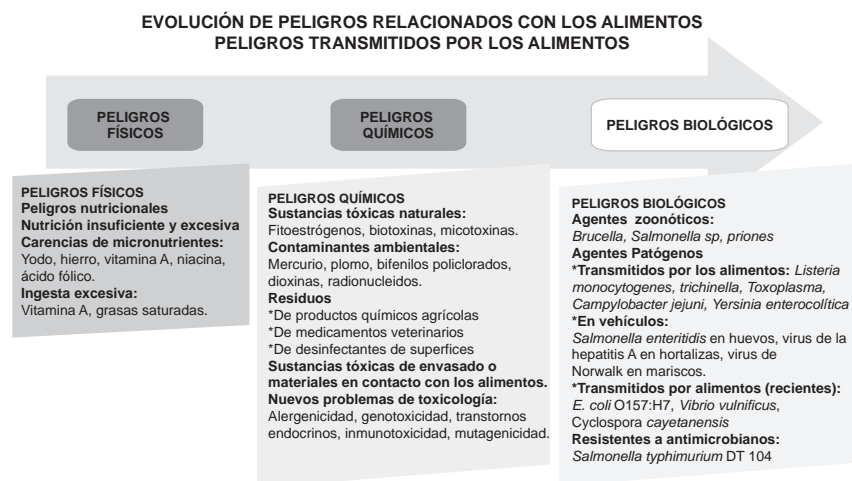 EVOLUCIÓN DE PELIGROS RELACIONADOS CON LOS ALIMENTOS
PELIGROS TRANSMITIDOS POR LOS ALIMENTOS
PELIGROS
FÍSICOS
PELIGROS
QUÍMICOS
PELIGROS BIOLÓGICOS
PELIGROS FÍSICOS
Peligros nutricionales
Nutrición insuficiente y excesiva
Carencias de micronutrientes:
Yodo, hierro, vitamina A, niacina,
ácido fólico.
Ingesta excesiva:
Vitamina A, grasas saturadas.
PELIGROS QUÍMICOS
Sustancias tóxicas naturales:
Fitoestrógenos, biotoxinas, micotoxinas.
Contaminantes ambientales:
Mercurio, plomo, bifenilos policlorados,
dioxinas, radionucleidos.
Residuos
*De productos químicos agrícolas
*De medicamentos veterinarios
*De desinfectantes de superfices
Sustancias tóxicas de envasado o
materiales en contacto con los alimentos.
Nuevos problemas de toxicología:
Alergenicidad, genotoxicidad, transtornos
endocrinos, inmunotoxicidad, mutagenicidad.
PELIGROS BIOLÓGICOS
Agentes zoonóticos:
Brucella, Salmonella sp, priones
Agentes Patógenos
*Transmitidos por los alimentos: Listeria
monocytogenes, trichinella, Toxoplasma,
Campylobacter jejuni, Yersinia enterocolítica
*En vehículos:
Salmonella enteritidis en huevos, virus de la
hepatitis A en hortalizas, virus de
Norwalk en mariscos.
*Transmitidos por alimentos (recientes):
E. coli O157:H7, Vibrio vulnificus,
Cyclospora cayetanensis
Resistentes a antimicrobianos:
Salmonella typhimurium DT 104